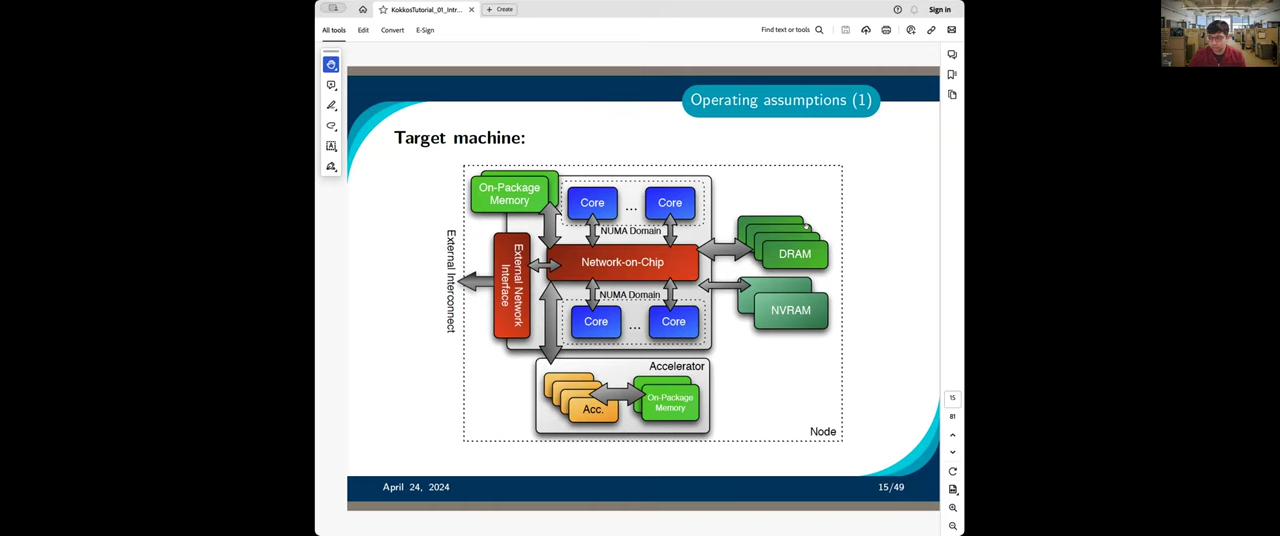 KokkosTutorial_01_Intr...
Create
Sign in
All tools
Edit
Convert
E-Sign
Find text or tools
Operating assumptions (1)
Target machine:
On-Package
Memory
Core
...
Core
NUMA Domain
Network-on-Chip
NUMA Domain
Core
...
Core
External Interconnect
External Network
Interface
DRAM
NVRAM
Accelerator
Acc.
On-Package
Memory
Node
15
81
April 24, 2024
15/49